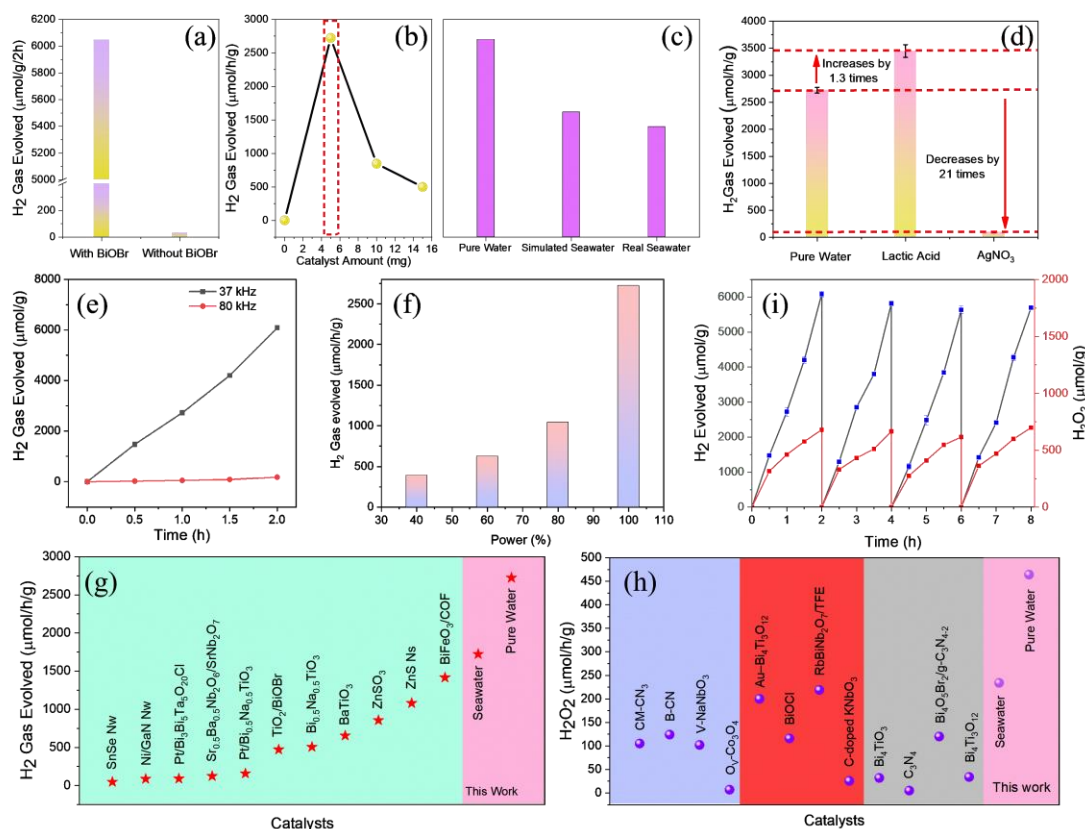 (a)
H2 Gas Evolved (μmol/g/2h)
6200
6000
5800
5600
5400
5200
5000
200
0
With BiOBr
Without BiOBr
(b)
H2 Gas Evolved (μmol/h/g)
3000
2500
2000
1500
1000
500
0
0 2 4 6 8 10 12 14 16
Catalyst Amount (mg)
(c)
Pure Water
Simulated Seawater
Real Seawater
(d)
H2Gas Evolved (μmol/h/g)
4000
3500
3000
2500
2000
1500
1000
500
0
Increases by
1.3 times
Decreases by
21 times
Pure Water
Lactic Acid
AgNO3
(e)
H2 Gas Evolved (μmol/g)
8000
6000
4000
2000
0
37 kHz
80 kHz
0.0 0.5 1.0 1.5 2.0
Time (h)
(f)
H2 Gas evolved (μmol/h/g)
2500
2000
1500
1000
500
0
30 40 50 60 70 80 90 100 110
Power (%)
(i)
H2 Evolved (μmol/g)
6000
5000
4000
3000
2000
1000
0
0 1 2 3 4 5 6 7 8
Time (h)
2000
1750
1500
1250
1000
750
500
250
0
H2O2 (μmol/g)
(g)
H2 Gas Evolved (μmol/h/g)
3000
2500
2000
1500
1000
500
0
SnSe Nw
Ni/GaN Nw
Pt/Bi3Bi5Ta5O20Cl
Sr0.5Ba0.5Nb2O6/SrNb2O7
Pt/Bi0.5Na0.5TiO3
TiO2/BiOBr
Bi0.5Na0.5TiO3
BaTiO3
ZnSO3
ZnS Ns
BiFeO3/COF
Seawater
Pure Water
This Work
Catalysts
(h)
H2O2 (μmol/h/g)
500
450
400
350
300
250
200
150
100
50
0
CM-CN3
B-CN
V-NaNbO3
OV-Co3O4
Au–Bi4Ti3O12
BiOCl
RbBiNb2O7/TFE
C-doped KNbO3
Bi4TiO3
C3N4
Bi4O5Br2/g-C3N4-2
Bi4Ti3O12
Seawater
Pure Water
This work
Catalysts